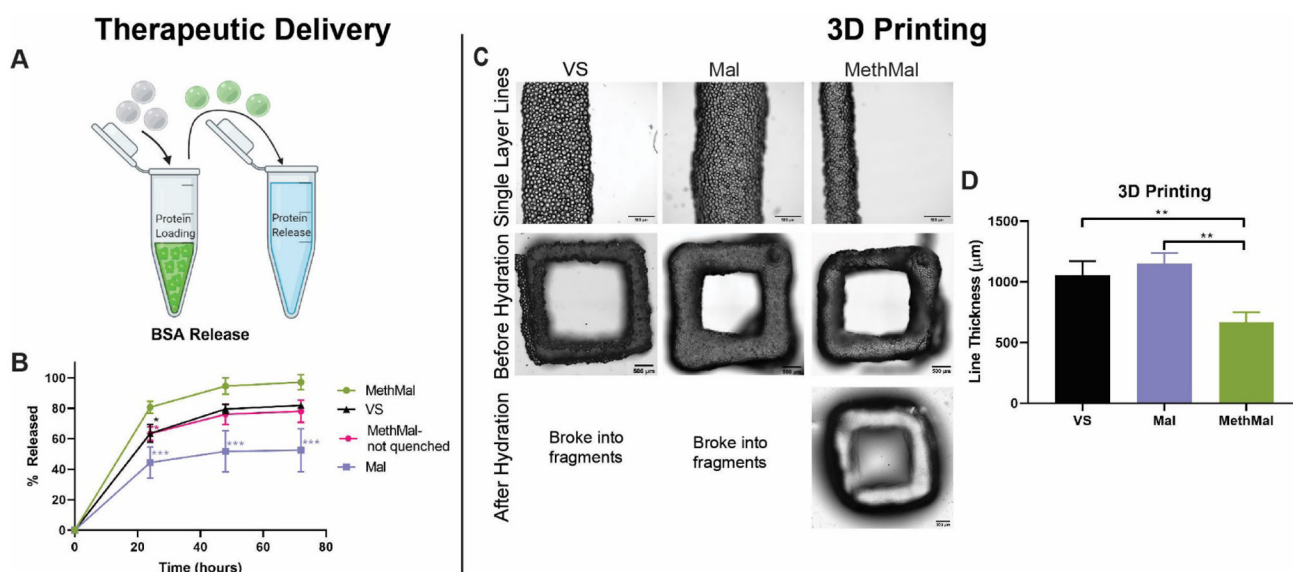 Therapeutic Delivery
3D Printing
A
Protein
Loading
Protein
Release
BSA Release
B
% Released
100
80
60
40
20
0
0
20
40
60
80
Time (hours)
*
*
***
***
***
MethMal
VS
MethMal-
not quenched
Mal
C
VS
Mal
MethMal
Single Layer Lines
Before Hydration
500 μm
500 μm
After Hydration
Broke into
fragments
Broke into
fragments
D
3D Printing
**
**
Line Thickness (μm)
1500
1000
500
0
VS
Mal
MethMal